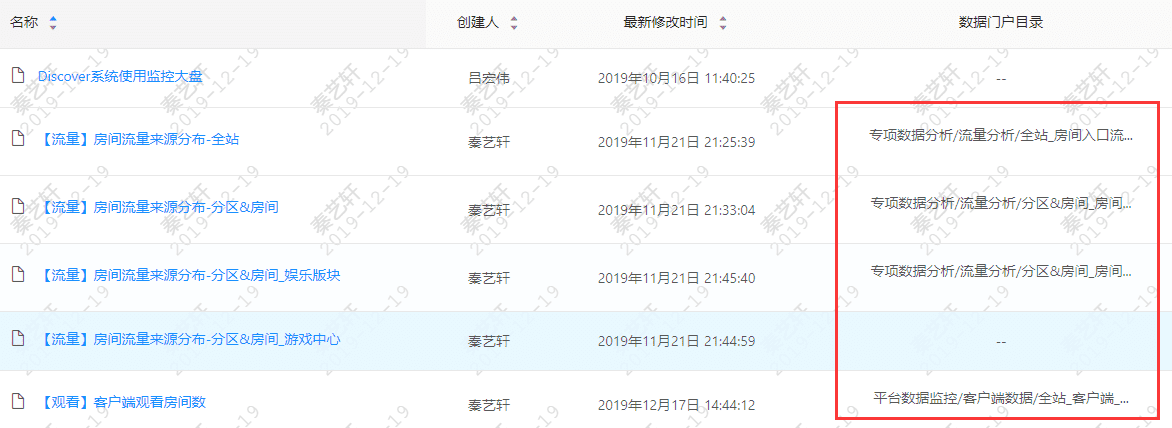 名称 创建人 最新修改时间 数据门户目录
Discover系统使用监控大盘 吕宏伟 2019年10月16日 11:40:25 --
【流量】房间流量来源分布-全站 秦艺轩 2019年11月21日 21:25:39 专项数据分析/流量分析/全站_房间入口流...
【流量】房间流量来源分布-分区&房间 秦艺轩 2019年11月21日 21:33:04 专项数据分析/流量分析/分区&房间_房间...
【流量】房间流量来源分布-分区&房间_娱乐版块 秦艺轩 2019年11月21日 21:45:40 专项数据分析/流量分析/分区&房间_房间...
【流量】房间流量来源分布-分区&房间_游戏中心 秦艺轩 2019年11月21日 21:44:59 --
【观看】客户端观看房间数 秦艺轩 2019年12月17日 14:44:12 平台数据监控/客户端数据/全站_客户端_...
秦艺轩
2019-12-19